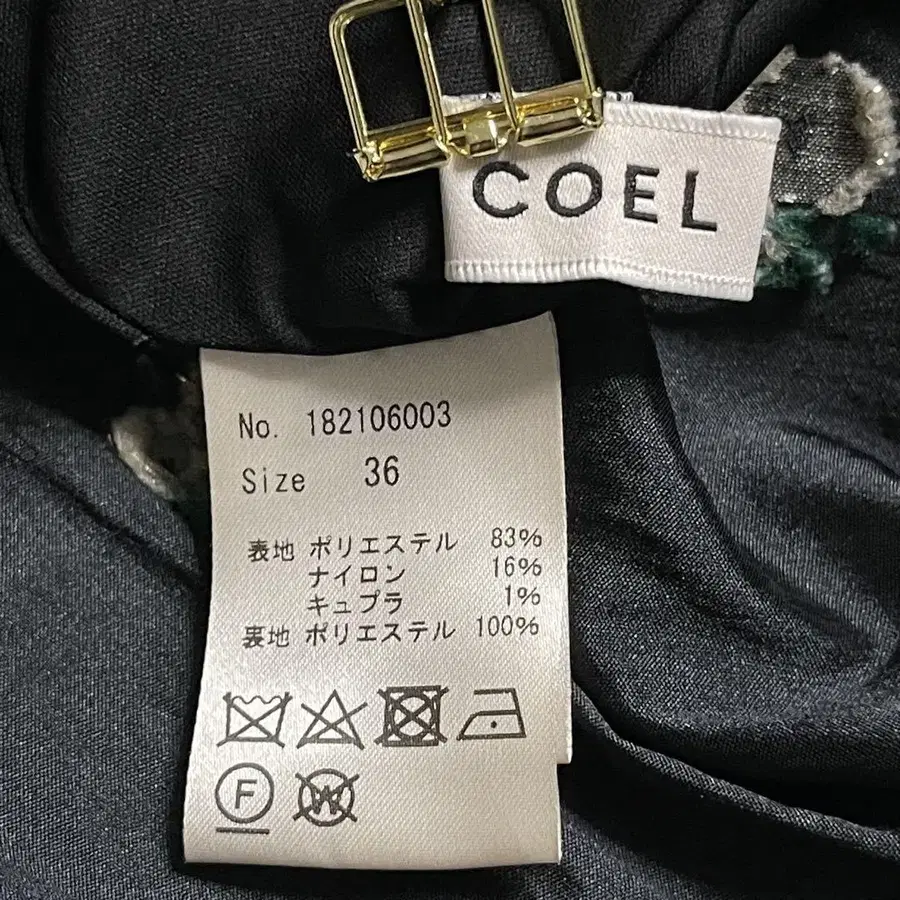 COEL
No. 182106003
Size 36
表地 ポリエステル 83%
ナイロン 16%
キュプラ 1%
裏地 ポリエステル 100%
F
W